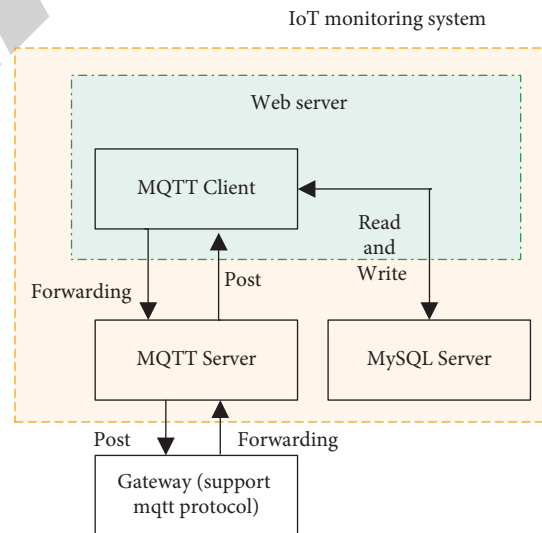 IoT monitoring system
Web server
MQTT Client
Read
and
Write
Forwarding
Post
MQTT Server
MySQL Server
Post
Forwarding
Gateway (support
mqtt protocol)